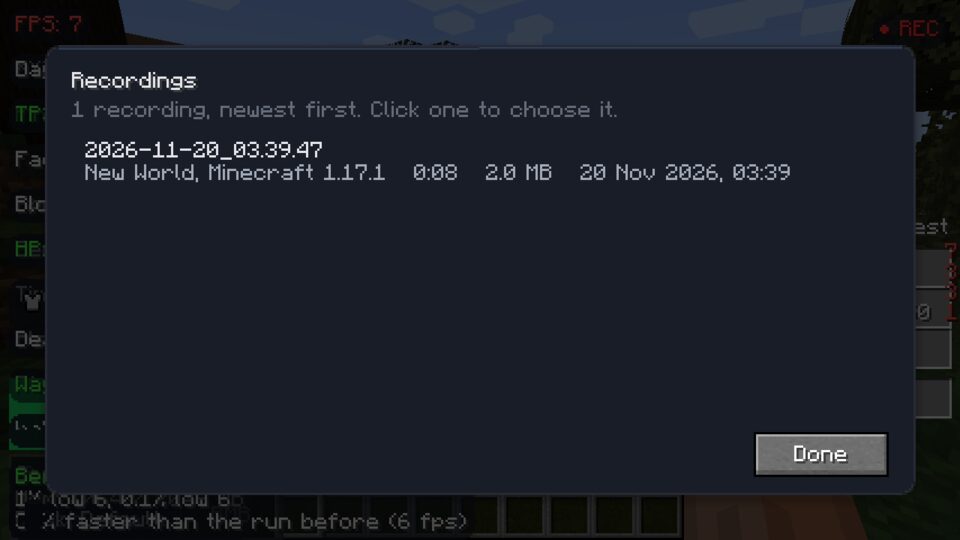 FPS: 7
REC
Recordings
1 recording, newest first. Click one to choose it.
2026-11-20_03.39.47
New World, Minecraft 1.17.1 0:08 2.0 MB 20 Nov 2026, 03:39
Done
faster than the run before (6 fps)